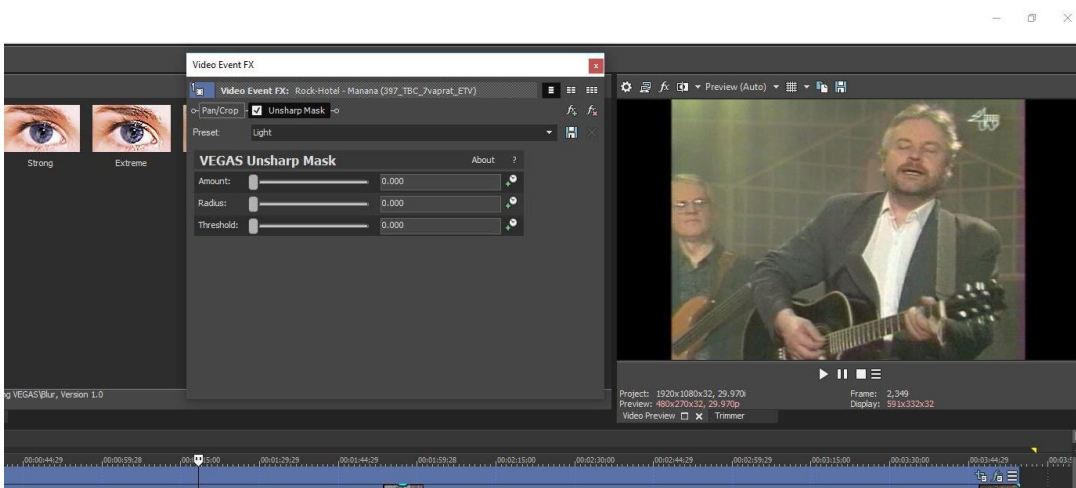 Video Event FX
Video Event FX: Rock-Hotel - Manana (397_TBC_7vaprat_ETV)
Pan/Crop
Unsharp Mask
Preset:
Light
VEGAS Unsharp Mask
About ?
Amount:
0.000
Radius:
0.000
Threshold:
0.000
Strong
Extreme
ng VEGAS\Blur, Version 1.0
Preview (Auto)
Project: 1920x1080x32, 29.970i
Frame: 2,349
Preview: 480x270x32, 29.970p
Display: 591x332x32
Video Preview
Trimmer
00:00:44:29
00:00:59:28
00:01:29:29
00:01:44:29
00:01:59:28
00:02:15:00
00:02:30:00
00:02:44:29
00:02:59:29
00:03:15:00
00:03:30:00
00:03:44:29